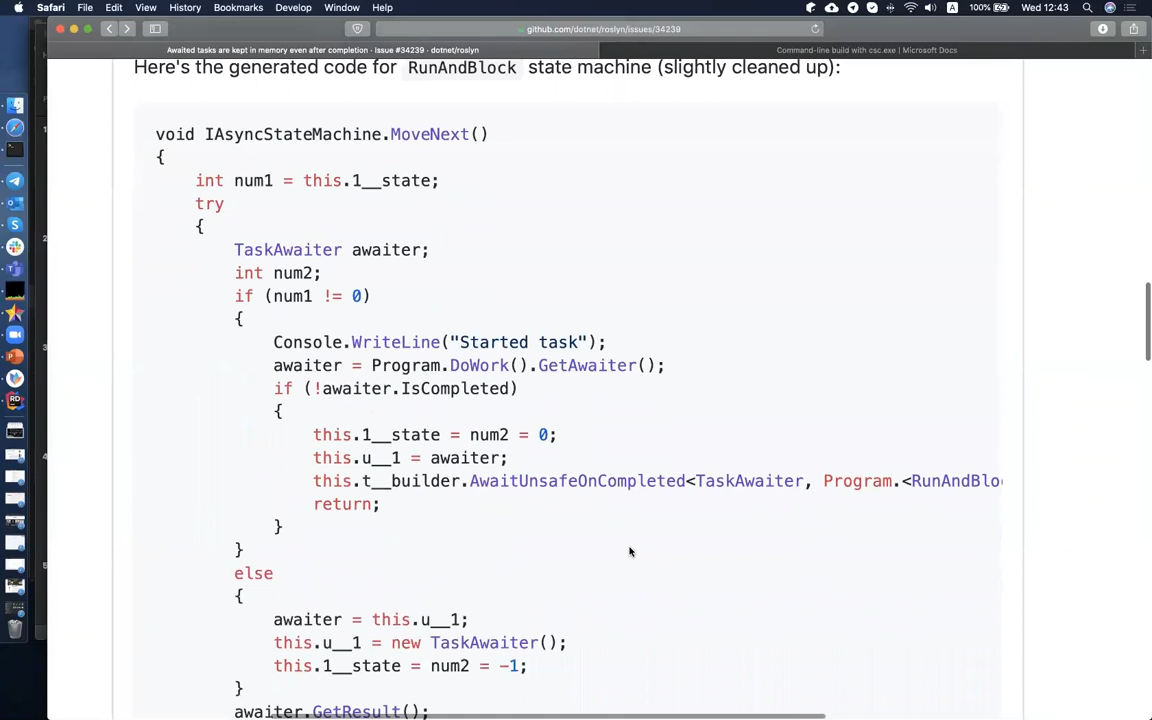 Safari File Edit View History Bookmarks Develop Window Help
A 100% Wed 12:43
github.com/dotnet/roslyn/issues/34239
Awaited tasks are kept in memory even after completion · Issue #34239 · dotnet/roslyn
Command-line build with csc.exe | Microsoft Docs
Here's the generated code for RunAndBlock state machine (slightly cleaned up):
void IAsyncStateMachine.MoveNext()
{
int num1 = this.1__state;
try
{
TaskAwaiter awaiter;
int num2;
if (num1 != 0)
{
Console.WriteLine("Started task");
awaiter = Program.DoWork().GetAwaiter();
if (!awaiter.IsCompleted)
{
this.1__state = num2 = 0;
this.u__1 = awaiter;
this.t__builder.AwaitUnsafeOnCompleted<TaskAwaiter, Program.<RunAndBloc
return;
}
}
else
{
awaiter = this.u__1;
this.u__1 = new TaskAwaiter();
this.1__state = num2 = -1;
}
awaiter.GetResult();